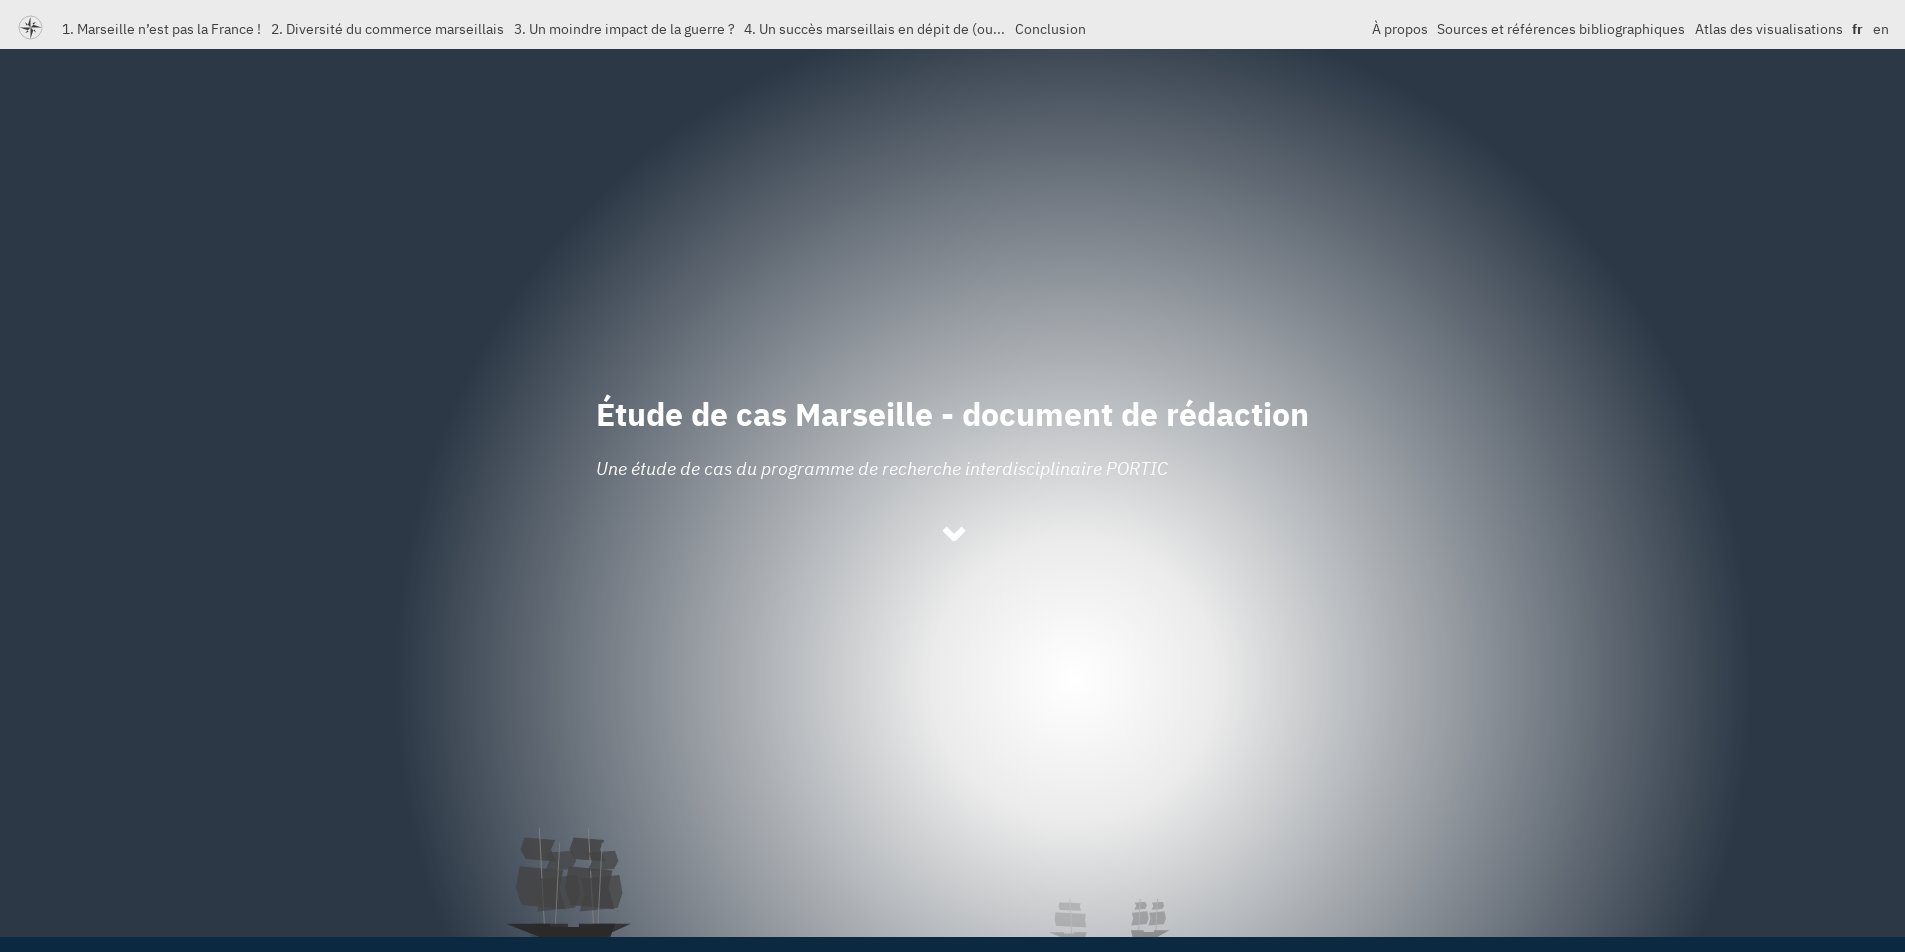 1. Marseille n’est pas la France ! 2. Diversité du commerce marseillais 3. Un moindre impact de la guerre ? 4. Un succès marseillais en dépit de (ou... Conclusion À propos Sources et références bibliographiques Atlas des visualisations fr en
Étude de cas Marseille - document de rédaction
Une étude de cas du programme de recherche interdisciplinaire PORTIC